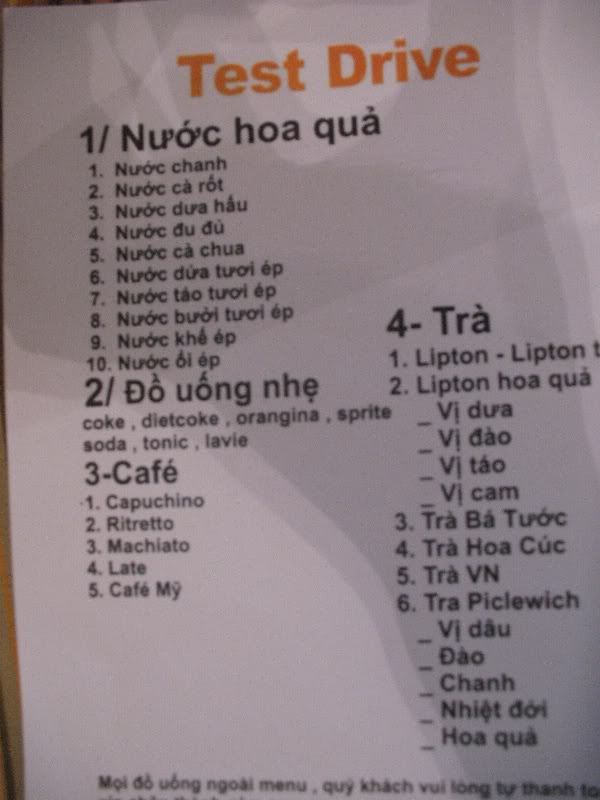 Test Drive
1/ Nước hoa quả
1. Nước chanh
2. Nước cà rốt
3. Nước dưa hấu
4. Nước đu đủ
5. Nước cà chua
6. Nước dứa tươi ép
7. Nước táo tươi ép
8. Nước bưởi tươi ép
9. Nước khế ép
10. Nước ổi ép
2/ Đồ uống nhẹ
coke , dietcoke , orangina , sprite
soda , tonic , lavie
3-Café
1. Capuchino
2. Ritretto
3. Machiato
4. Late
5. Café Mỹ
4- Trà
1. Lipton - Lipton
2. Lipton hoa quả
_ Vị dưa
_ Vị đào
_ Vị táo
_ Vị cam
3. Trà Bá Tước
4. Trà Hoa Cúc
5. Trà VN
6. Tra Piclewich
_ Vị dâu
_ Đào
_ Chanh
_ Nhiệt đới
_ Hoa quả
Mọi đồ uống ngoài menu , quý khách vui lòng tự thanh